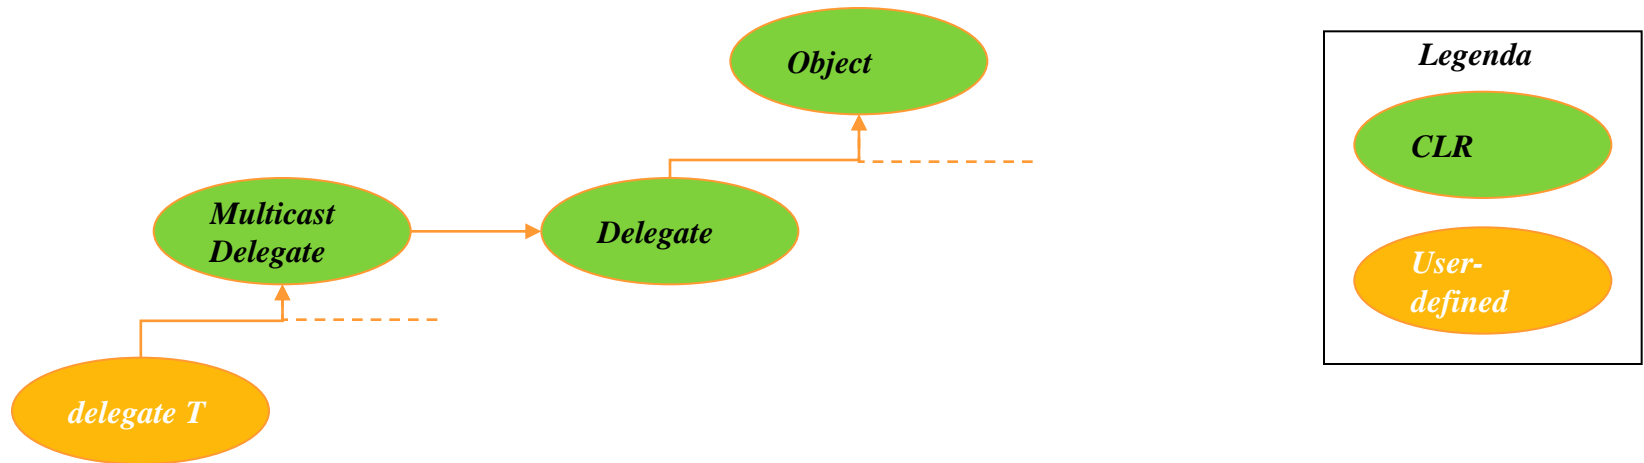 Object
Legenda
CLR
Multicast
Delegate
Delegate
User-
defined
delegate T